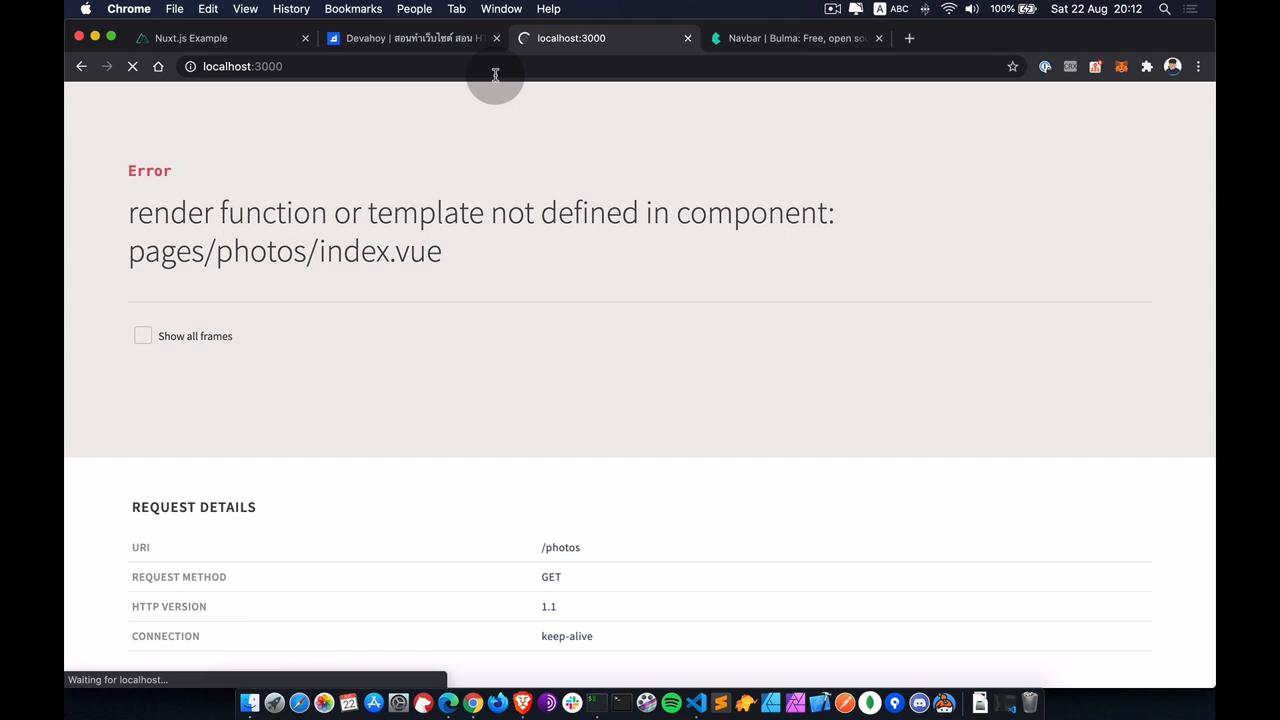 Chrome File Edit View History Bookmarks People Tab Window Help A ABC 100% Sat 22 Aug 20:12
Nuxt.js Example Devahoy | สอนทำเว็บไซต์ สอน HT localhost:3000 Navbar | Bulma: Free, open so
localhost:3000 CRX
Error
render function or template not defined in component:
pages/photos/index.vue
Show all frames
REQUEST DETAILS
URI /photos
REQUEST METHOD GET
HTTP VERSION 1.1
CONNECTION keep-alive
Waiting for localhost...
22